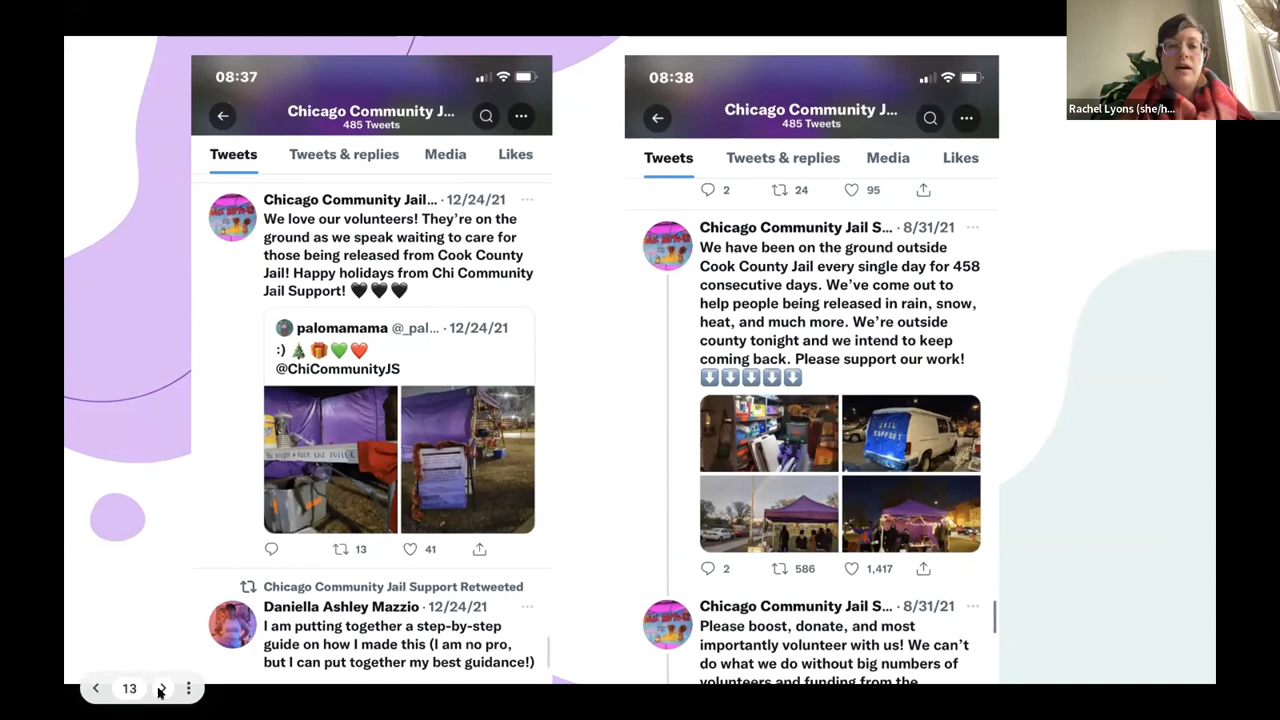 08:37
Chicago Community J...
485 Tweets
Tweets
Tweets & replies
Media
Likes
Chicago Community Jail... · 12/24/21
We love our volunteers! They're on the
ground as we speak waiting to care for
those being released from Cook County
Jail! Happy holidays from Chi Community
Jail Support! 🖤🖤🖤
palomamama @_pal... · 12/24/21
:) 🎄🎁💚❤️
@ChiCommunityJS
13
41
Chicago Community Jail Support Retweeted
Daniella Ashley Mazzio · 12/24/21
I am putting together a step-by-step
guide on how I made this (I am no pro,
but I can put together my best guidance!)
08:38
Chicago Community J...
485 Tweets
Tweets
Tweets & replies
Media
Likes
2
24
95
Chicago Community Jail S... · 8/31/21
We have been on the ground outside
Cook County Jail every single day for 458
consecutive days. We've come out to
help people being released in rain, snow,
heat, and much more. We're outside
county tonight and we intend to keep
coming back. Please support our work!
⬇️⬇️⬇️⬇️⬇️
JAIL
SUPPORT
2
586
1,417
Chicago Community Jail S... · 8/31/21
Please boost, donate, and most
importantly volunteer with us! We can't
do what we do without big numbers of
volunteers and funding from the
Rachel Lyons (she/h...
13